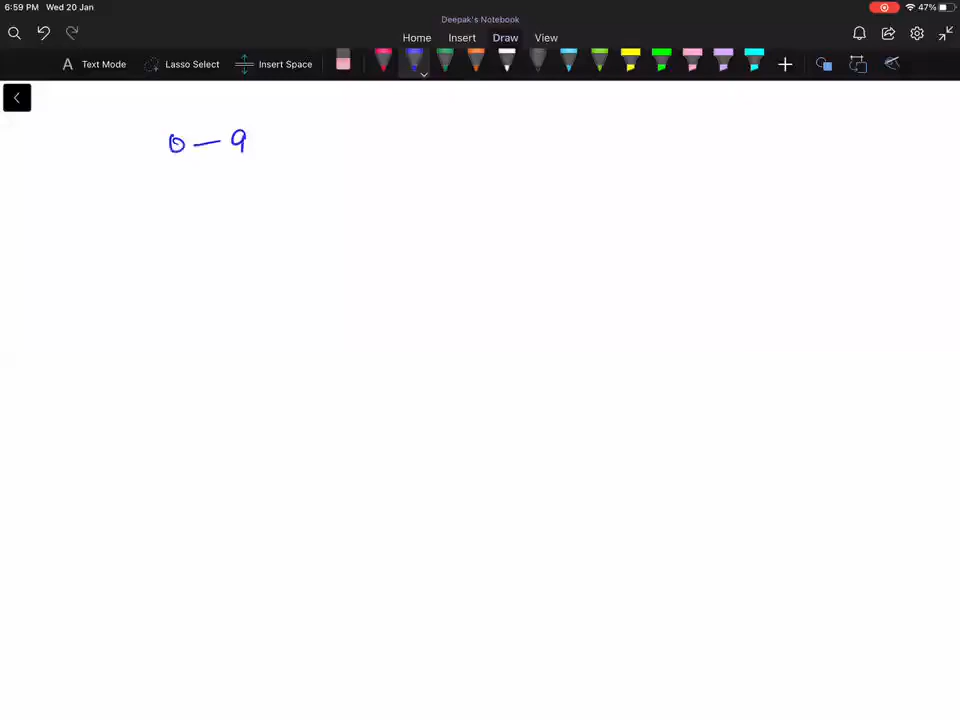 6:59 PM Wed 20 Jan
47%
Deepak's Notebook
Home Insert Draw View
A Text Mode Lasso Select Insert Space
0 — 9